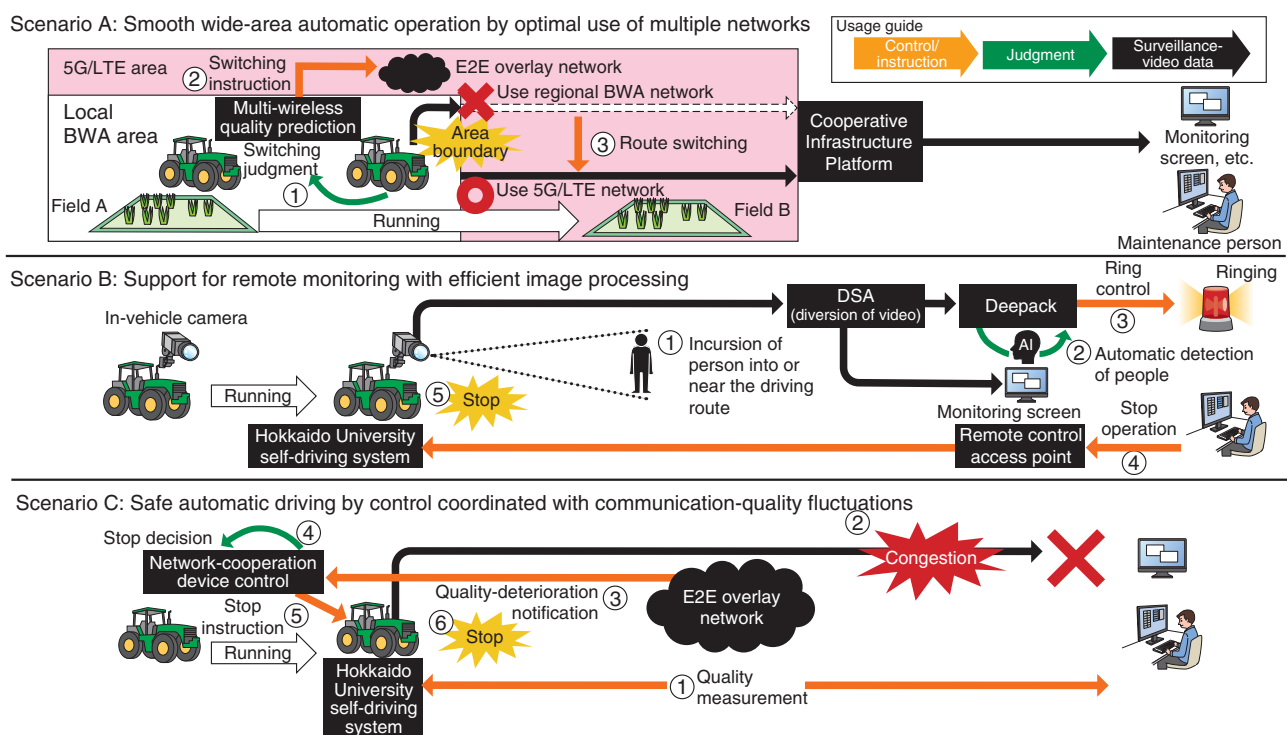 Scenario A: Smooth wide-area automatic operation by optimal use of multiple networks
Usage guide
Control/
instruction
Judgment
Surveillance-
video data
5G/LTE area
② Switching
instruction
E2E overlay network
Use regional BWA network
Local
BWA area
Multi-wireless
quality prediction
Area
boundary
③ Route switching
Cooperative
Infrastructure
Platform
Monitoring
screen, etc.
Switching
judgment
①
Use 5G/LTE network
Field A
Running
Field B
Maintenance person
Scenario B: Support for remote monitoring with efficient image processing
In-vehicle camera
DSA
(diversion of video)
Deepack
Ring
control
③
Ringing
① Incursion of
person into or
near the driving
route
AI
② Automatic detection
of people
Running
⑤ Stop
Monitoring screen
Stop
operation
④
Hokkaido University
self-driving system
Remote control
access point
Scenario C: Safe automatic driving by control coordinated with communication-quality fluctuations
Stop decision
④
②
Congestion
Network-cooperation
device control
Quality-deterioration
notification
③
E2E overlay
network
Stop
instruction
⑤
Running
⑥ Stop
Hokkaido
University
self-driving
system
① Quality
measurement